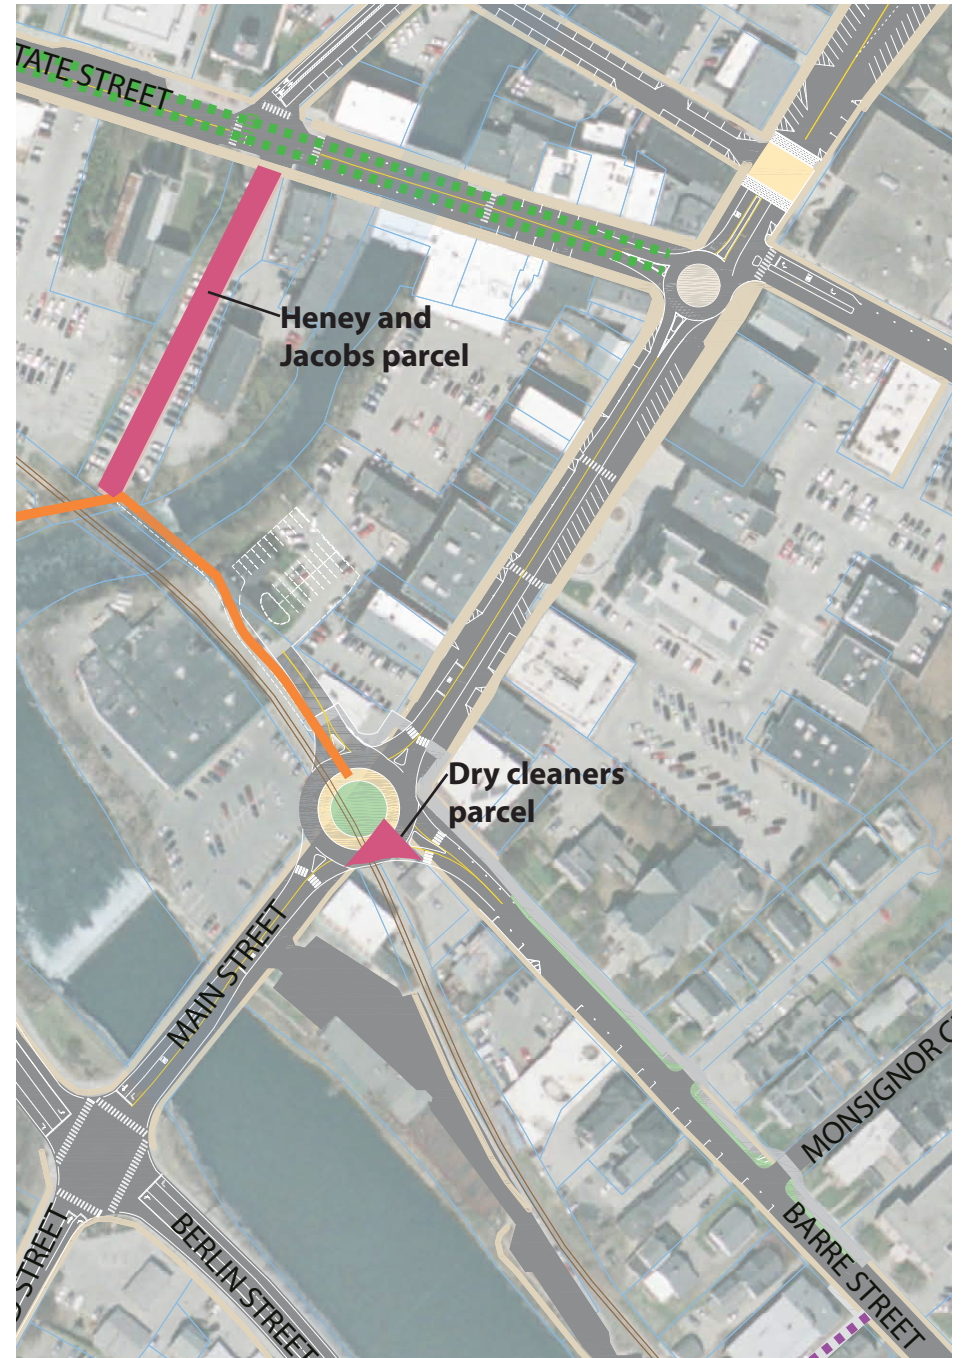 TATE STREET
Heney and
Jacobs parcel
Dry cleaners
parcel
MAIN STREET
MONSIGNOR C
BARRE STREET
BERLIN STREET
D STREET